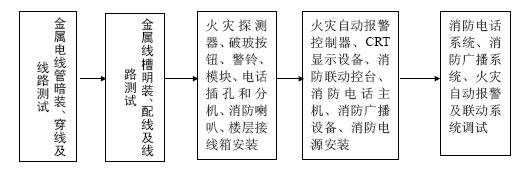 金属电线管暗装、穿线及
线路测试
金属线槽明装、配线及线
路测试
火灾探测
器、破玻按
钮、警铃、
模块、电话
插孔和分
机、消防喇
叭、楼层接
线箱安装
火灾自动报警
控制器、CRT
显示设备、消
防联动控台、
消防电话主
机、消防广播
设备、消防电
源安装
消防电话
系统、消
防广播系
统、火灾
自动报警
及联动系
统调试